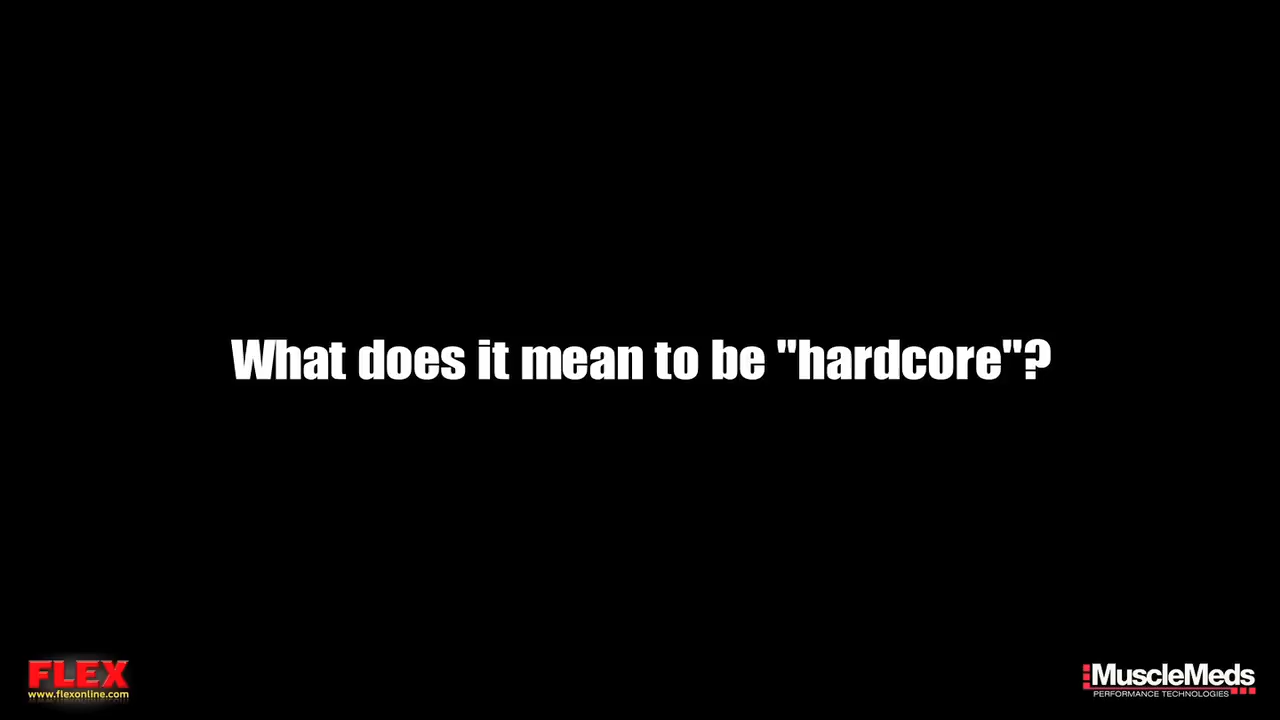 What does it mean to be "hardcore"?
FLEX
www.flexonline.com
MuscleMeds
PERFORMANCE TECHNOLOGIES